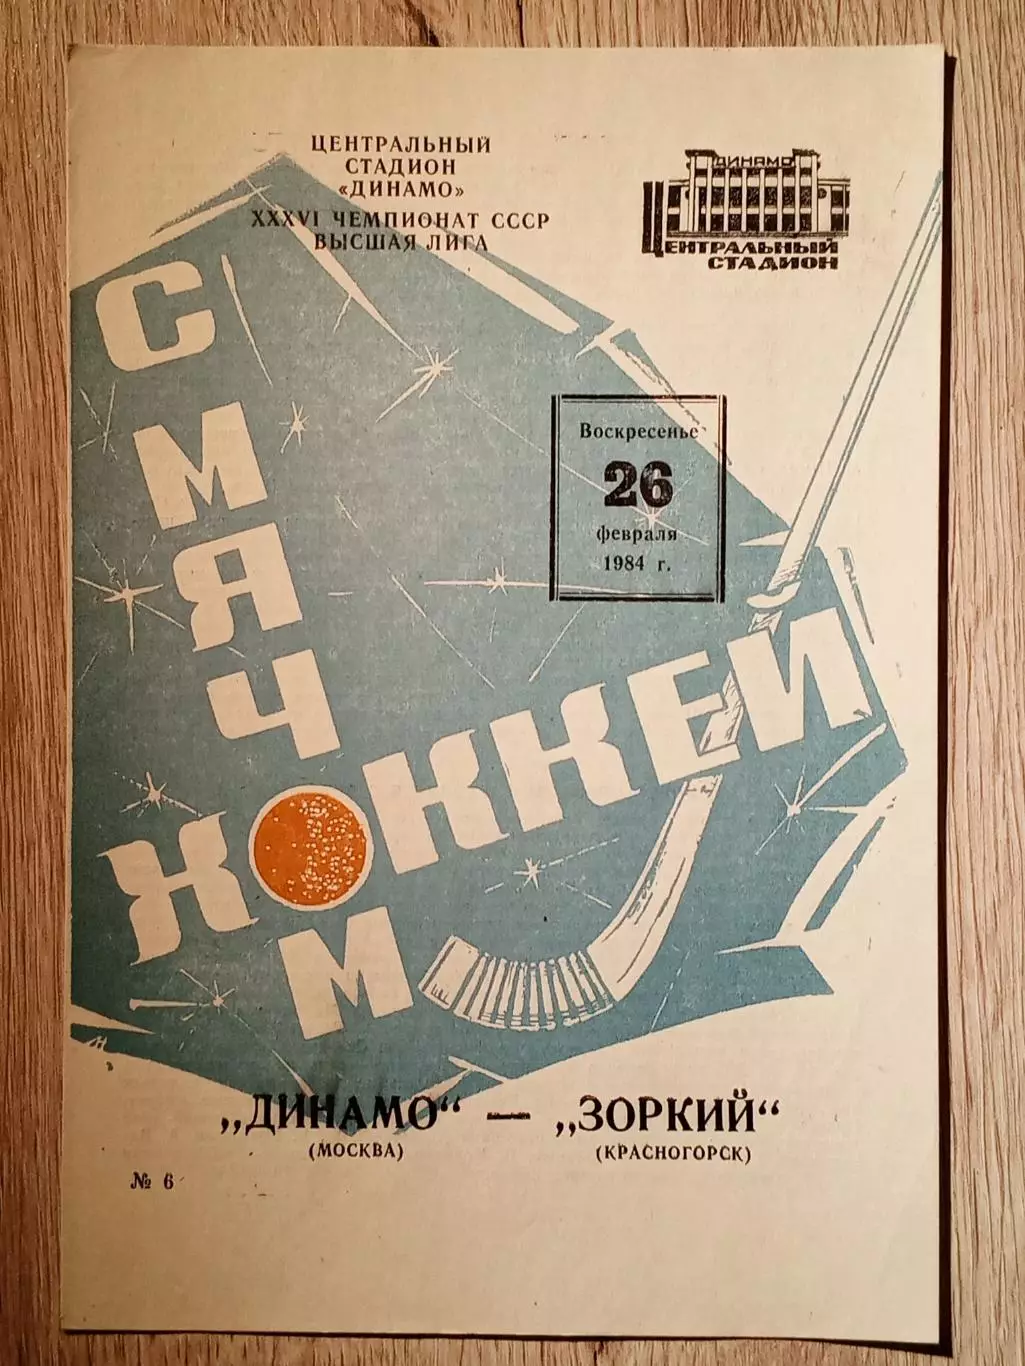 ЦЕНТРАЛЬНЫЙ
СТАДИОН
«ДИНАМО»
XXXVI ЧЕМПИОНАТ СССР
ВЫСШАЯ ЛИГА
ДИНАМО
ЦЕНТРАЛЬНЫЙ
СТАДИОН
Воскресенье
26
февраля
1984 г.
ХОККЕЙ
С МЯЧОМ
„ДИНАМО“ — „ЗОРКИЙ“
(МОСКВА) (КРАСНОГОРСК)
№ 6